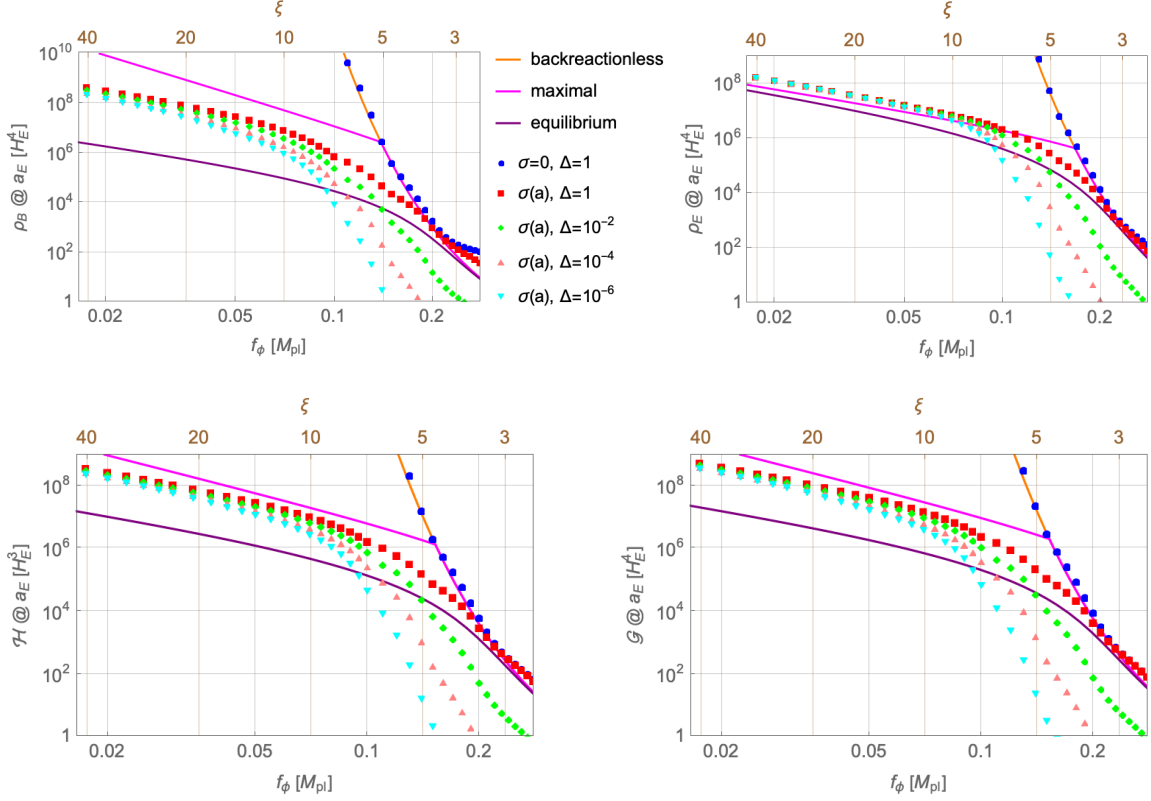 ξ
40 20 10 5 3
ρ_B @ a_E [H_E^4]
10^10
10^8
10^6
10^4
10^2
1
0.02 0.05 0.1 0.2
f_ϕ [M_pl]
backreactionless
maximal
equilibrium
σ=0, Δ=1
σ(a), Δ=1
σ(a), Δ=10^-2
σ(a), Δ=10^-4
σ(a), Δ=10^-6
ξ
40 20 10 5 3
ρ_E @ a_E [H_E^4]
10^8
10^6
10^4
10^2
1
0.02 0.05 0.1 0.2
f_ϕ [M_pl]
ξ
40 20 10 5 3
ℋ @ a_E [H_E^3]
10^8
10^6
10^4
10^2
1
0.02 0.05 0.1 0.2
f_ϕ [M_pl]
ξ
40 20 10 5 3
𝒢 @ a_E [H_E^4]
10^8
10^6
10^4
10^2
1
0.02 0.05 0.1 0.2
f_ϕ [M_pl]